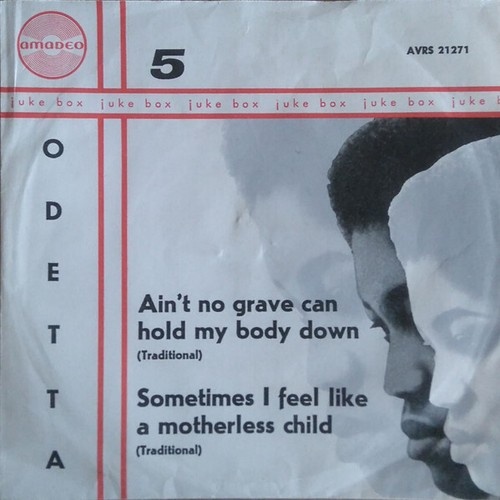 amadeo
5
AVRS 21271
juke box juke box juke box juke box juke box juke b
ODETTA
Ain't no grave can
hold my body down
(Traditional)
Sometimes I feel like
a motherless child
(Traditional)